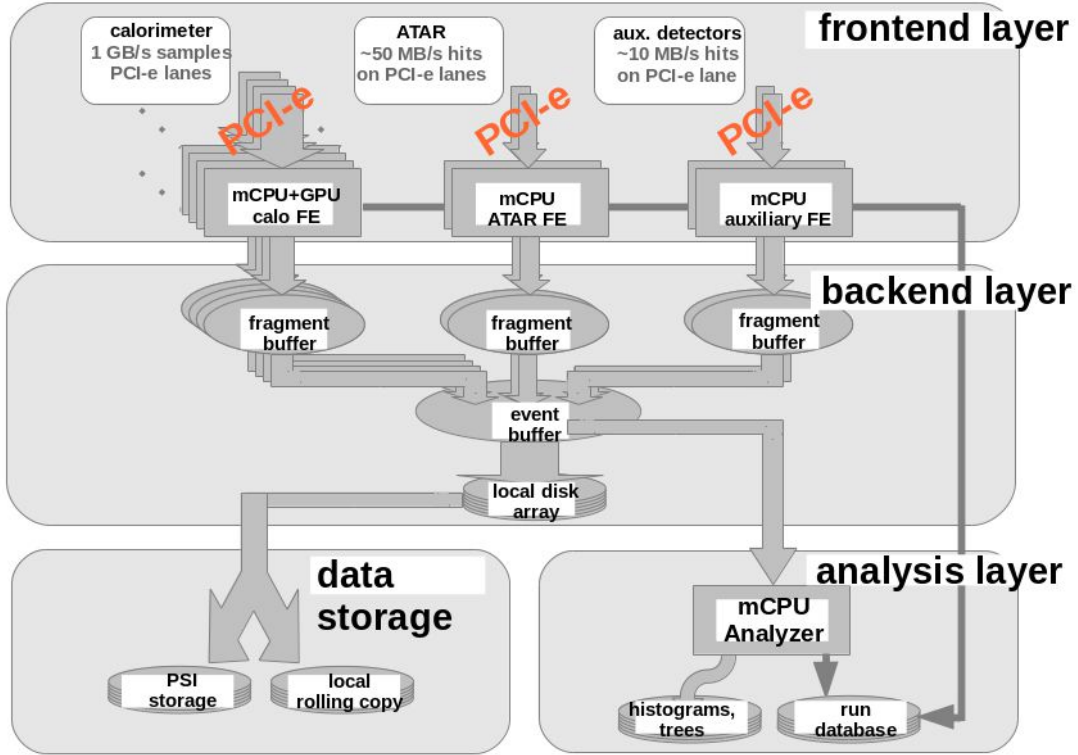 frontend layer
calorimeter
1 GB/s samples
PCI-e lanes
ATAR
~50 MB/s hits
on PCI-e lanes
aux. detectors
~10 MB/s hits
on PCI-e lane
PCI-e
PCI-e
PCI-e
mCPU+GPU
calo FE
mCPU
ATAR FE
mCPU
auxiliary FE
backend layer
fragment
buffer
fragment
buffer
fragment
buffer
event
buffer
local disk
array
data
storage
PSI
storage
local
rolling copy
analysis layer
mCPU
Analyzer
histograms,
trees
run
database